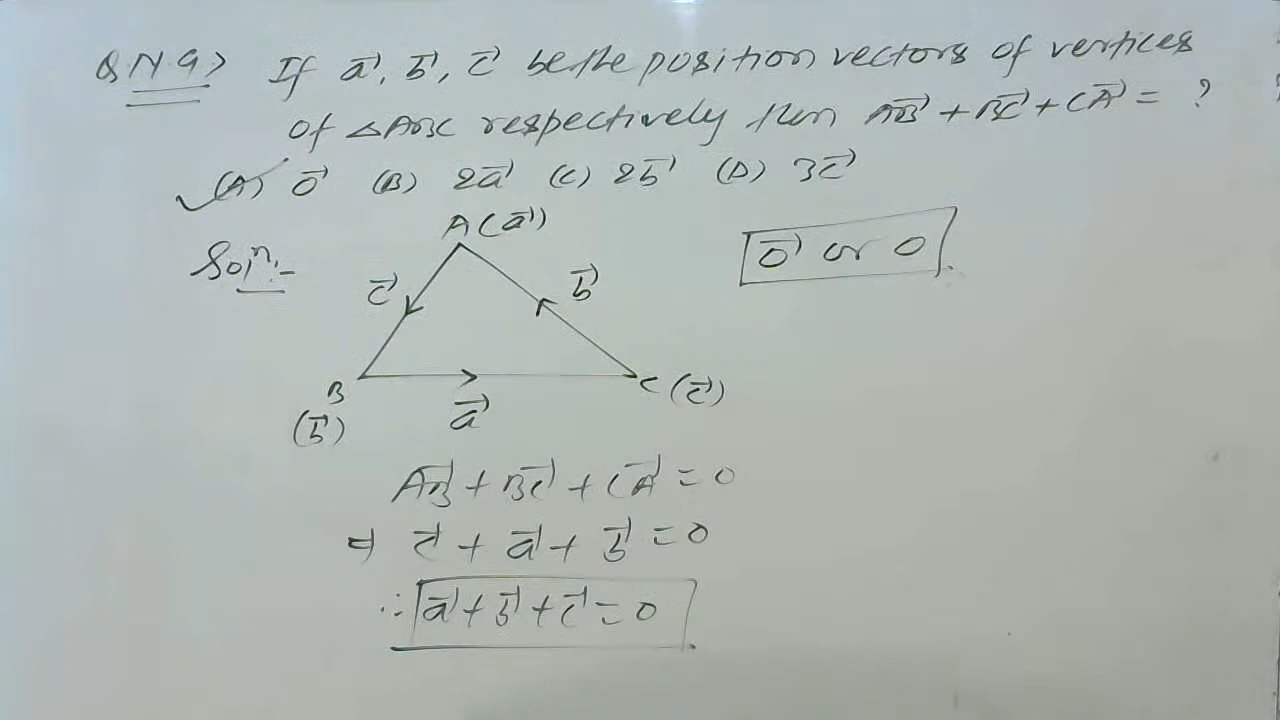 QN 9> If a⃗, b⃗, c⃗ be the position vectors of vertices
of △ABC respectively then AB⃗ + BC⃗ + CA⃗ = ?
(A) 0⃗ (B) 2a⃗ (C) 2b⃗ (D) 3c⃗
Solⁿ:-
A(a⃗)
0⃗ or 0
c⃗
b⃗
B
(b⃗)
a⃗
C (c⃗)
AB⃗ + BC⃗ + CA⃗ = 0
⇒ c⃗ + a⃗ + b⃗ = 0
∴ a⃗ + b⃗ + c⃗ = 0